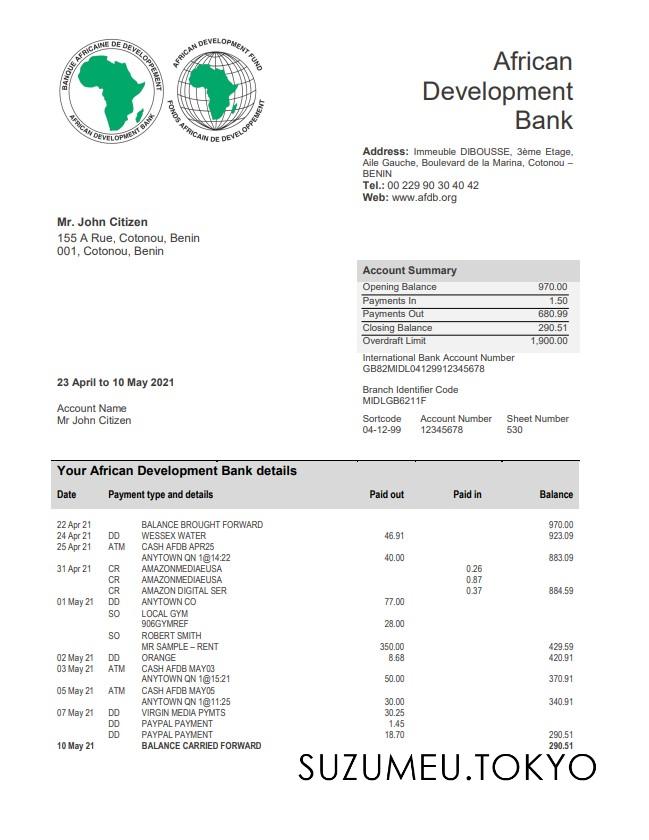 BANQUE AFRICAINE DE DEVELOPPEMENT
AFRICAN DEVELOPMENT BANK
AFRICAN DEVELOPMENT FUND
FONDS AFRICAIN DE DEVELOPPEMENT
African
Development
Bank
Address: Immeuble DIBOUSSE, 3ème Etage,
Aile Gauche, Boulevard de la Marina, Cotonou –
BENIN
Tel.: 00 229 90 30 40 42
Web: www.afdb.org
Mr. John Citizen
155 A Rue, Cotonou, Benin
001, Cotonou, Benin
Account Summary
Opening Balance 970.00
Payments In 1.50
Payments Out 680.99
Closing Balance 290.51
Overdraft Limit 1,900.00
International Bank Account Number
GB82MIDL04129912345678
23 April to 10 May 2021
Branch Identifier Code
MIDLGB6211F
Account Name
Mr John Citizen
Sortcode Account Number Sheet Number
04-12-99 12345678 530
Your African Development Bank details
Date Payment type and details Paid out Paid in Balance
22 Apr 21 BALANCE BROUGHT FORWARD 970.00
24 Apr 21 DD WESSEX WATER 46.91 923.09
25 Apr 21 ATM CASH AFDB APR25
ANYTOWN QN 1@14:22 40.00 883.09
31 Apr 21 CR AMAZONMEDIAEUSA 0.26
CR AMAZONMEDIAEUSA 0.87
CR AMAZON DIGITAL SER 0.37 884.59
01 May 21 DD ANYTOWN CO 77.00
SO LOCAL GYM
906GYMREF 28.00
SO ROBERT SMITH
MR SAMPLE – RENT 350.00 429.59
02 May 21 DD ORANGE 8.68 420.91
03 May 21 ATM CASH AFDB MAY03
ANYTOWN QN 1@15:21 50.00 370.91
05 May 21 ATM CASH AFDB MAY05
ANYTOWN QN 1@11:25 30.00 340.91
07 May 21 DD VIRGIN MEDIA PYMTS 30.25
DD PAYPAL PAYMENT 1.45
DD PAYPAL PAYMENT 18.70 290.51
10 May 21 BALANCE CARRIED FORWARD 290.51
SUZUMEU.TOKYO